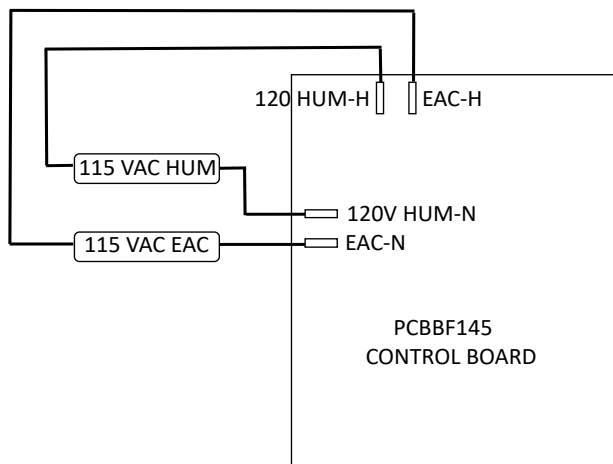 120 HUM-H
EAC-H
115 VAC HUM
120V HUM-N
115 VAC EAC
EAC-N
PCBBF145
CONTROL BOARD